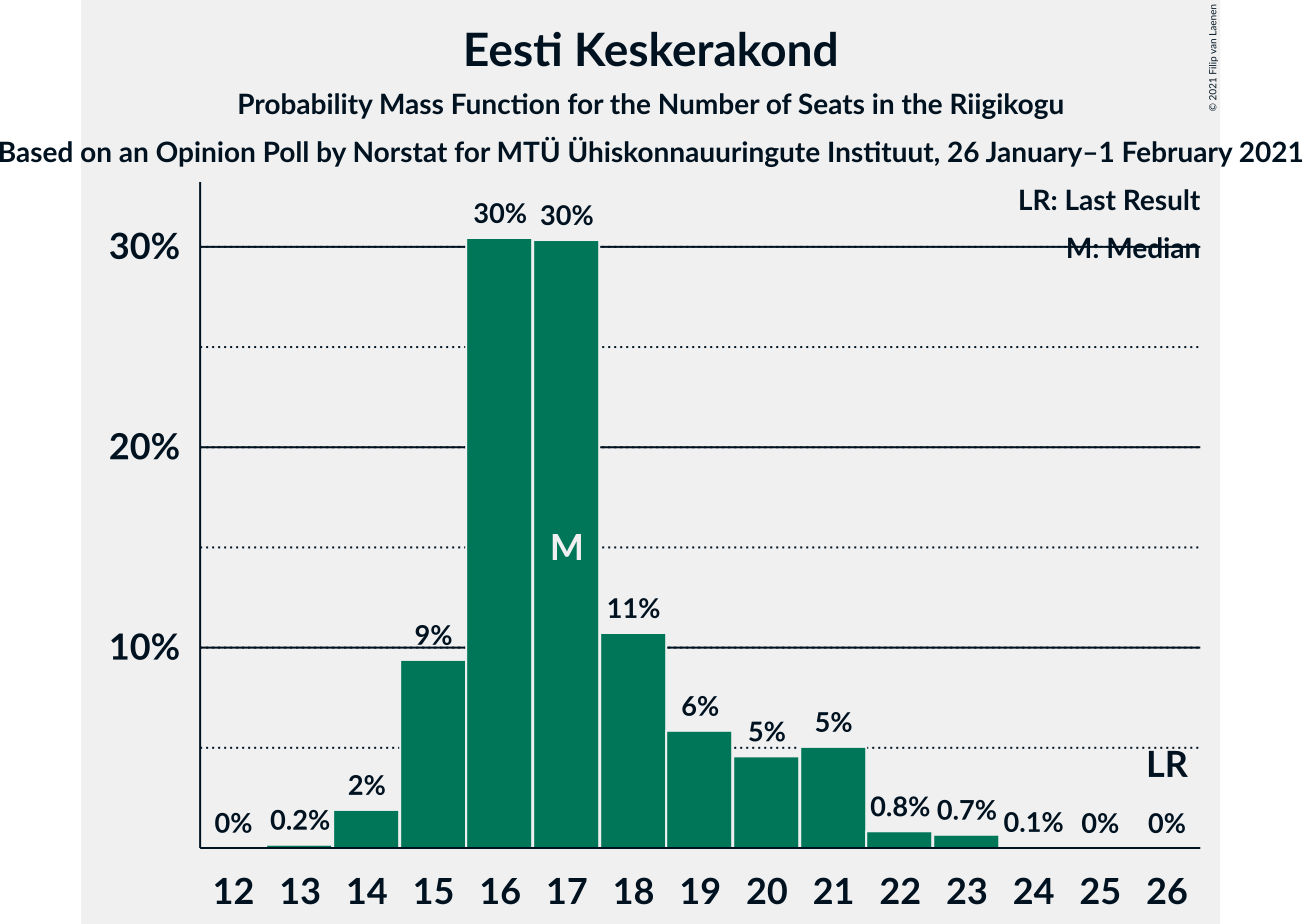 Eesti Keskerakond
Probability Mass Function for the Number of Seats in the Riigikogu
Based on an Opinion Poll by Norstat for MTÜ Ühiskonnauuringute Instituut, 26 January–1 February 2021
© 2021 Filip van Laenen
LR: Last Result
M: Median
30% 30%
30%
20%
M
11%
9%
10%
6%
5% 5%
LR
2%
0% 0.2% 0.8% 0.7% 0.1% 0% 0%
12 13 14 15 16 17 18 19 20 21 22 23 24 25 26